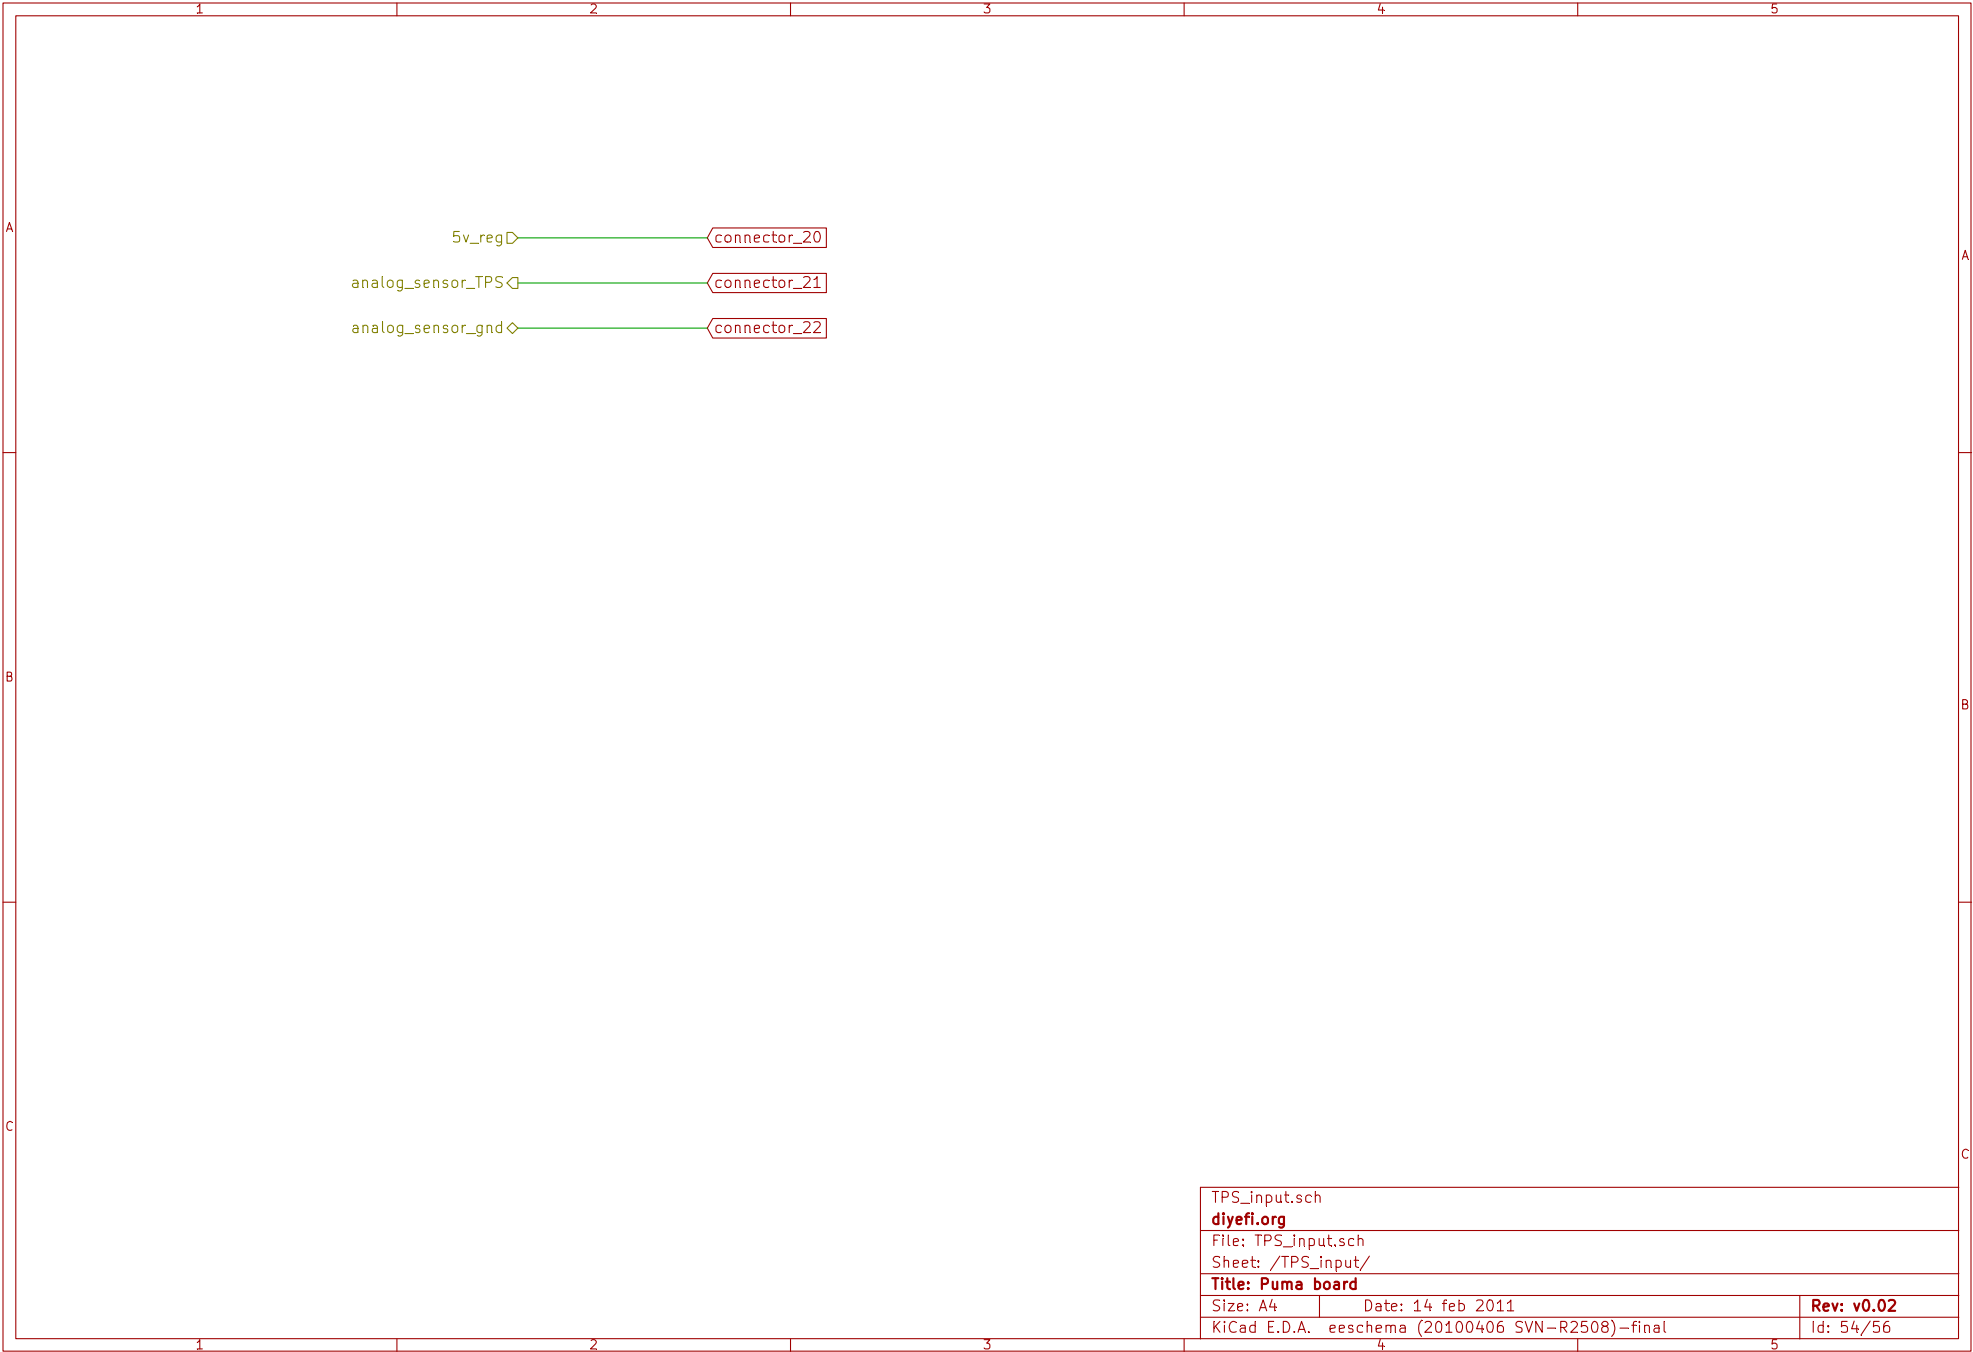 1 2 3 4 5
A A
5v_reg connector_20
analog_sensor_TPS connector_21
analog_sensor_gnd connector_22
B B
C C
TPS_input.sch
diyefi.org
File: TPS_input.sch
Sheet: /TPS_input/
Title: Puma board
Size: A4 Date: 14 feb 2011 Rev: v0.02
KiCad E.D.A. eeschema (20100406 SVN-R2508)-final Id: 54/56
1 2 3 4 5